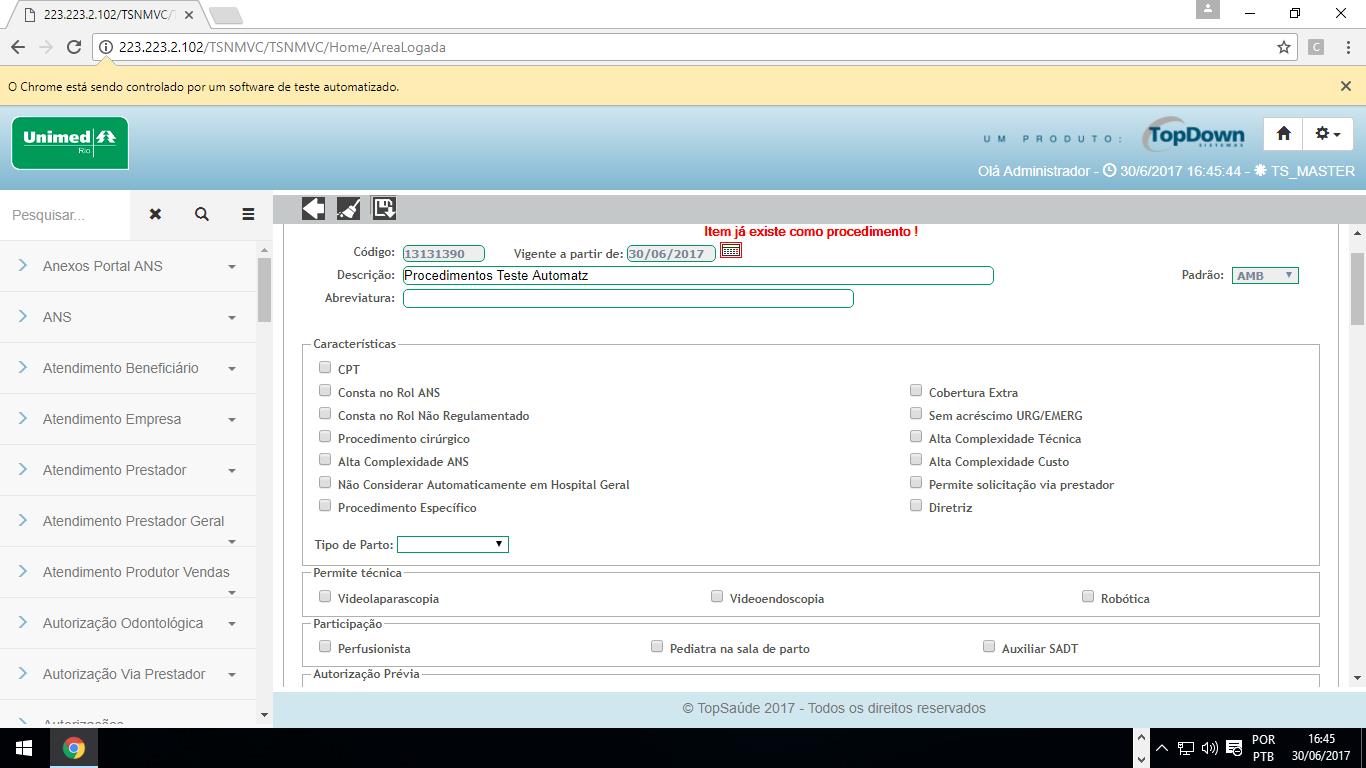 223.223.2.102/TSNMVC/T
223.223.2.102/TSNMVC/TSNMVC/Home/AreaLogada
C
O Chrome está sendo controlado por um software de teste automatizado.
Unimed
Rio
UM PRODUTO:
TopDown
SISTEMAS
Olá Administrador - 30/6/2017 16:45:44 - TS_MASTER
Pesquisar...
Anexos Portal ANS
ANS
Atendimento Beneficiário
Atendimento Empresa
Atendimento Prestador
Atendimento Prestador Geral
Atendimento Produtor Vendas
Autorização Odontológica
Autorização Via Prestador
Autorizações
Item já existe como procedimento !
Código: 13131390 Vigente a partir de: 30/06/2017
Descrição: Procedimentos Teste Automatz Padrão: AMB
Abreviatura:
Características
CPT
Consta no Rol ANS Cobertura Extra
Consta no Rol Não Regulamentado Sem acréscimo URG/EMERG
Procedimento cirúrgico Alta Complexidade Técnica
Alta Complexidade ANS Alta Complexidade Custo
Não Considerar Automaticamente em Hospital Geral Permite solicitação via prestador
Procedimento Específico Diretriz
Tipo de Parto:
Permite técnica
Videolaparascopia Videoendoscopia Robótica
Participação
Perfusionista Pediatra na sala de parto Auxiliar SADT
Autorização Prévia
© TopSaúde 2017 - Todos os direitos reservados
POR
PTB
16:45
30/06/2017